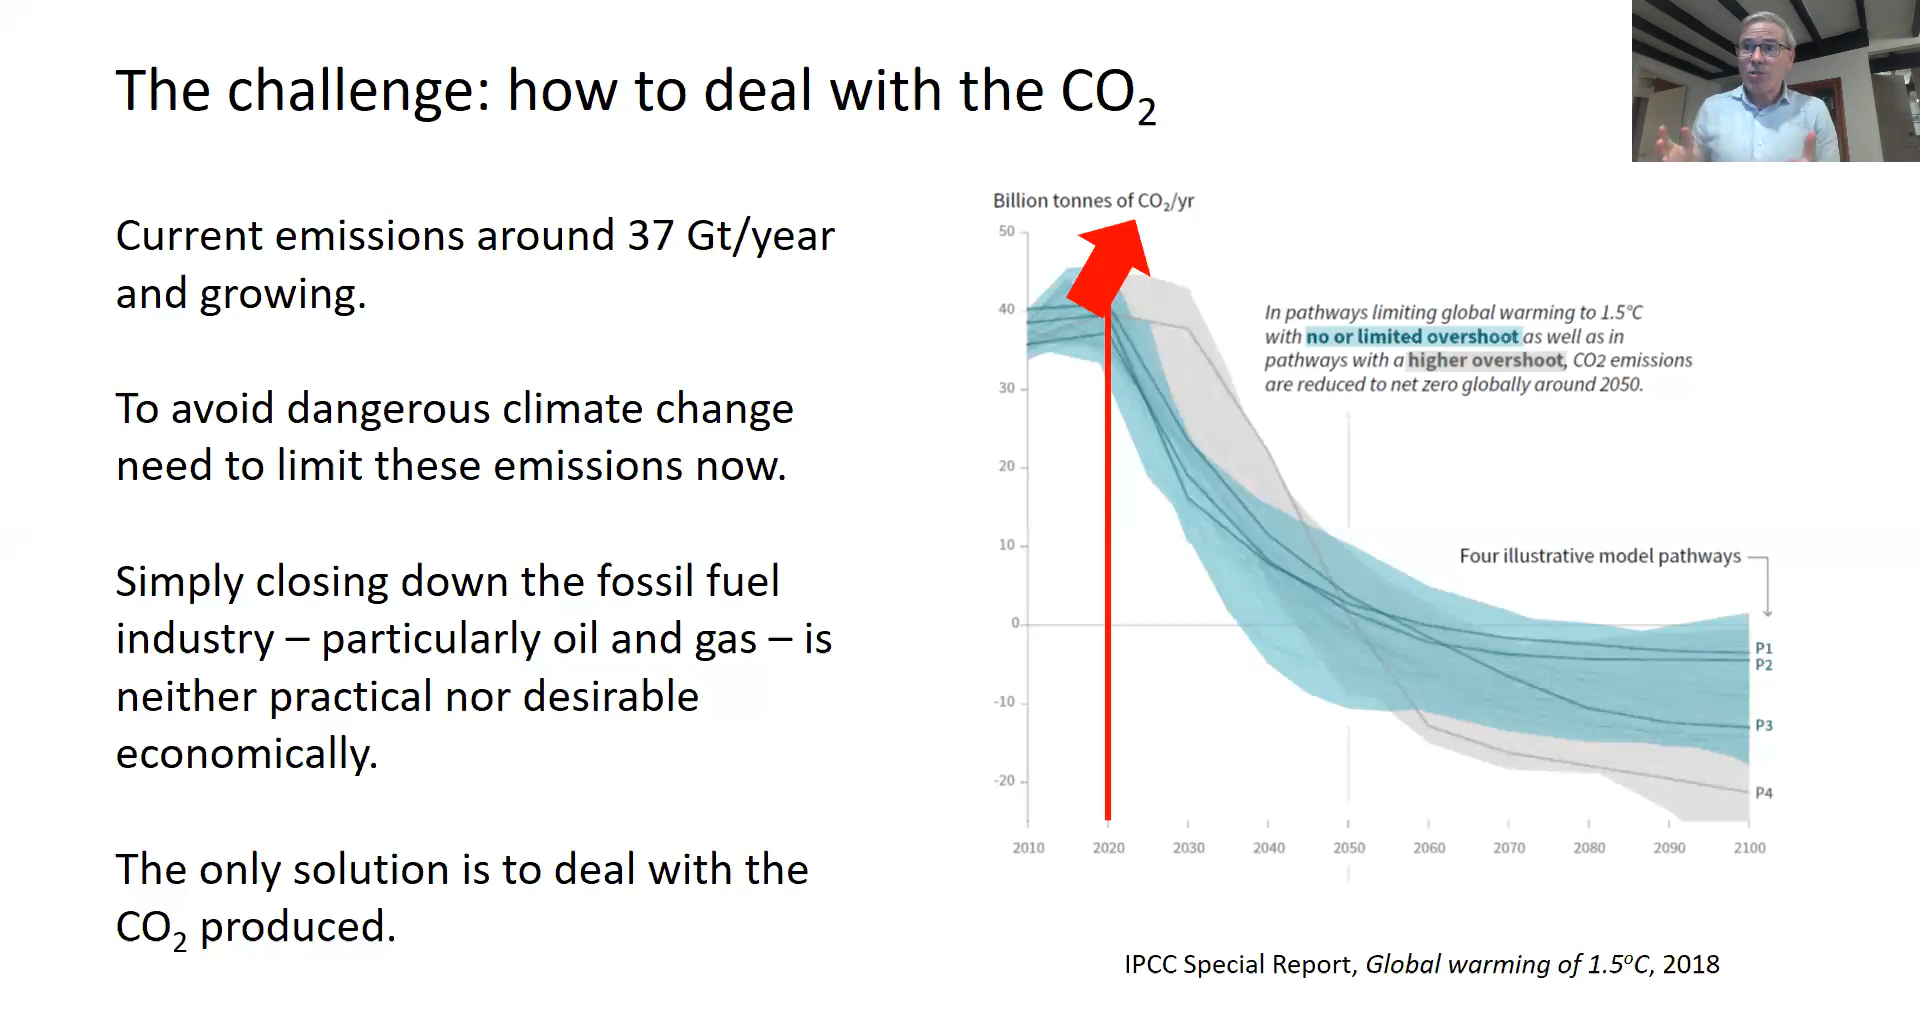 The challenge: how to deal with the CO₂
Current emissions around 37 Gt/year
and growing.
To avoid dangerous climate change
need to limit these emissions now.
Simply closing down the fossil fuel
industry – particularly oil and gas – is
neither practical nor desirable
economically.
The only solution is to deal with the
CO₂ produced.
Billion tonnes of CO₂/yr
50
40
30
20
10
0
-10
-20
In pathways limiting global warming to 1.5°C
with no or limited overshoot as well as in
pathways with a higher overshoot, CO2 emissions
are reduced to net zero globally around 2050.
Four illustrative model pathways
P1
P2
P3
P4
2010 2020 2030 2040 2050 2060 2070 2080 2090 2100
IPCC Special Report, Global warming of 1.5ºC, 2018